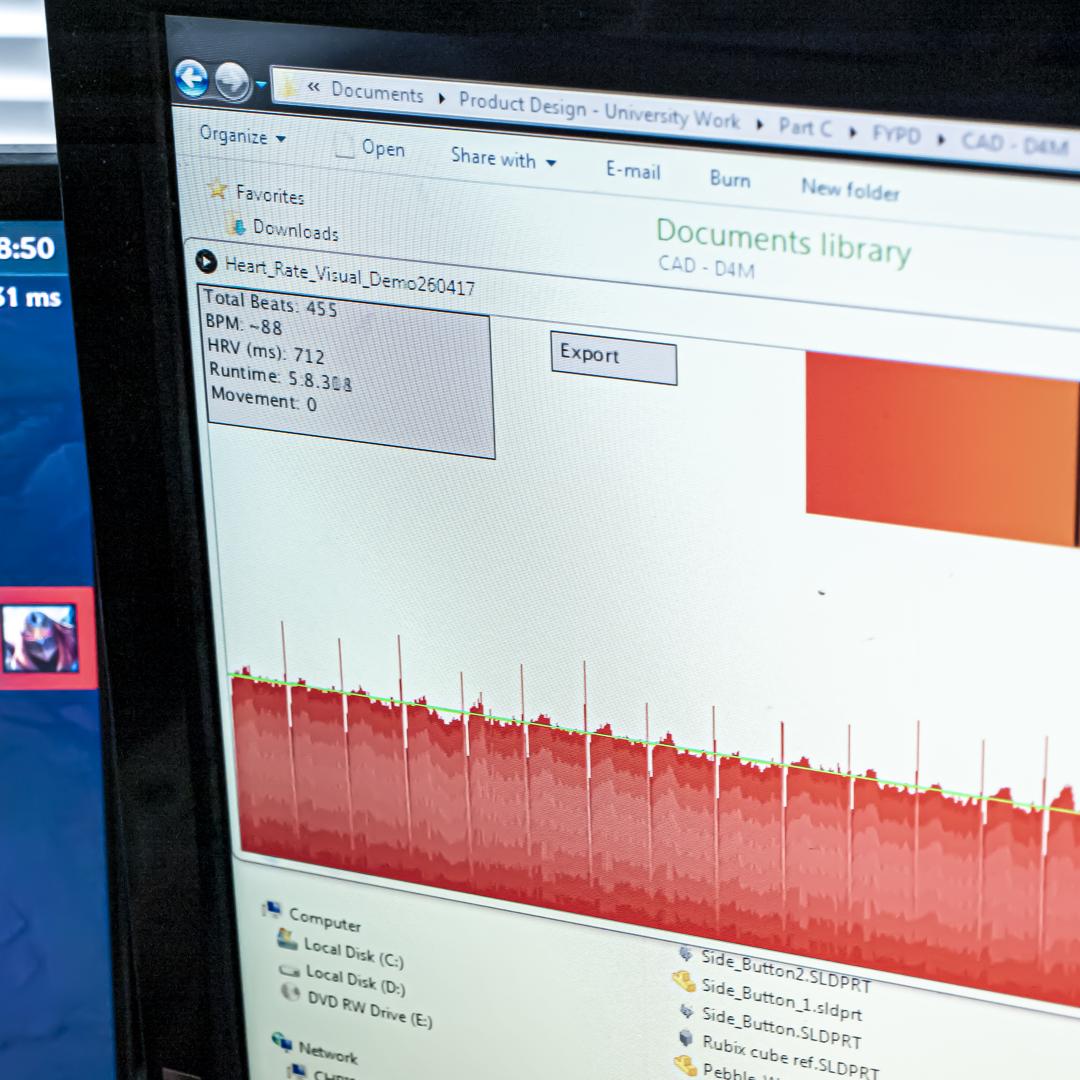 « Documents ▸ Product Design - University Work ▸ Part C ▸ FYPD ▸ CAD - D4M
Organize Open Share with E-mail Burn New folder
Favorites
Downloads
Documents library
CAD - D4M
8:50
51 ms
Heart_Rate_Visual_Demo260417
Total Beats: 455
BPM: ~88
HRV (ms): 712
Runtime: 5:8.308
Movement: 0
Export
Computer
Local Disk (C:)
Local Disk (D:)
DVD RW Drive (E:)
Network
Side_Button2.SLDPRT
Side_Button_1.sldprt
Side_Button.SLDPRT
Rubix cube ref.SLDPRT
Pebble